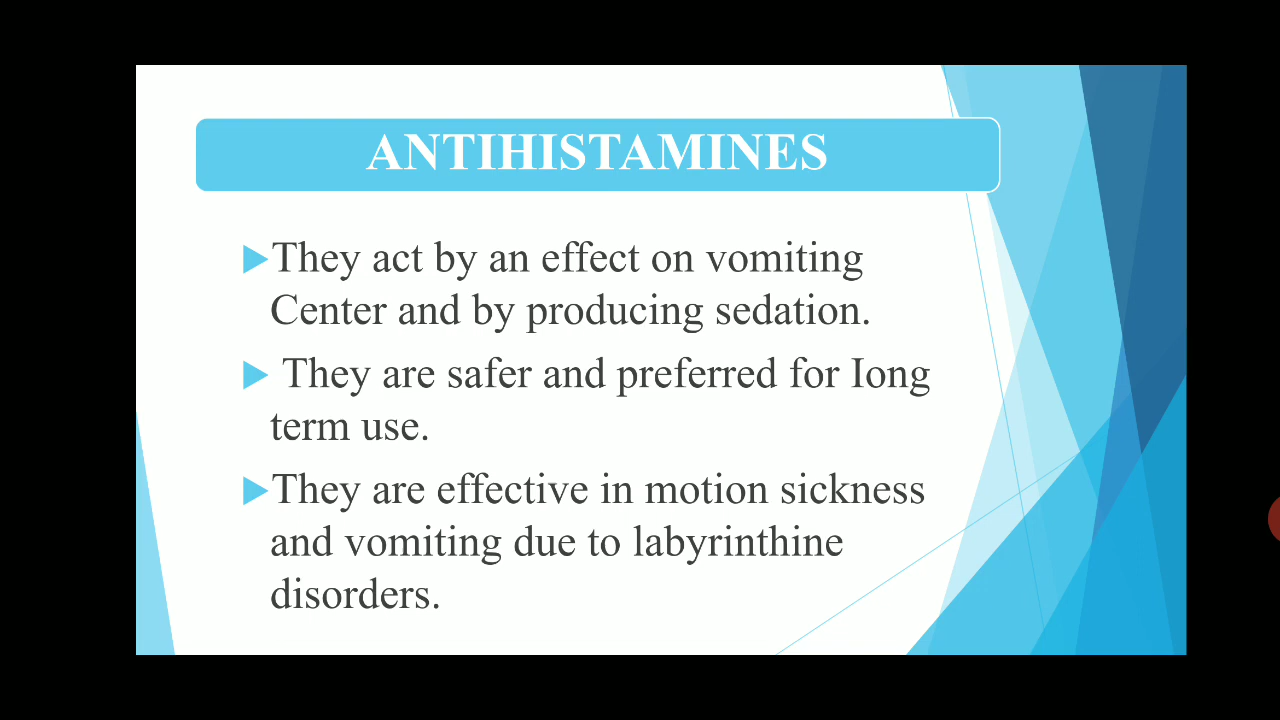 ANTIHISTAMINES
They act by an effect on vomiting
Center and by producing sedation.
They are safer and preferred for long
term use.
They are effective in motion sickness
and vomiting due to labyrinthine
disorders.